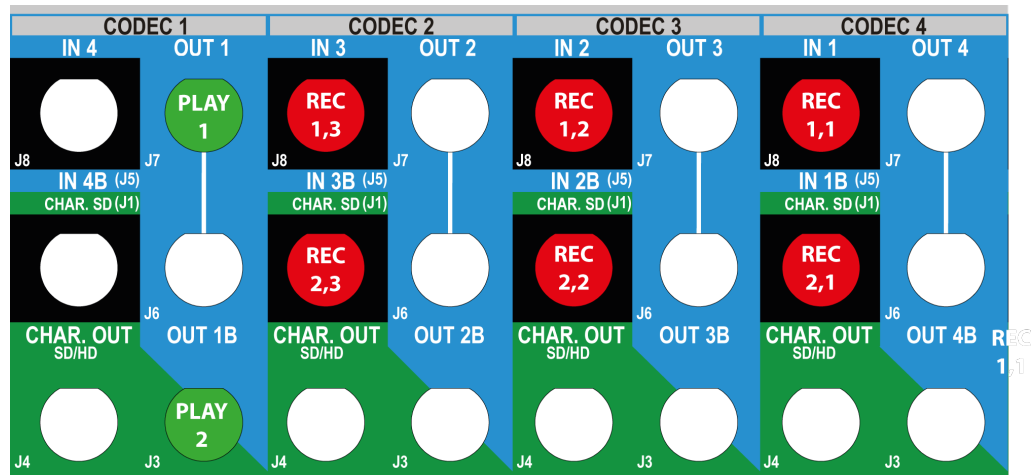 CODEC 1 CODEC 2 CODEC 3 CODEC 4
IN 4 OUT 1 IN 3 OUT 2 IN 2 OUT 3 IN 1 OUT 4
PLAY REC REC REC
1 1,3 1,2 1,1
J8 J7 J8 J7 J8 J7 J8 J7
IN 4B (J5) IN 3B (J5) IN 2B (J5) IN 1B (J5)
CHAR. SD (J1) CHAR. SD (J1) CHAR. SD (J1) CHAR. SD (J1)
REC REC REC
2,3 2,2 2,1
J6 J6 J6 J6
CHAR. OUT OUT 1B CHAR. OUT OUT 2B CHAR. OUT OUT 3B CHAR. OUT OUT 4B REC
SD/HD SD/HD SD/HD SD/HD
1,1
PLAY
2
J4 J3 J4 J3 J4 J3 J4 J3